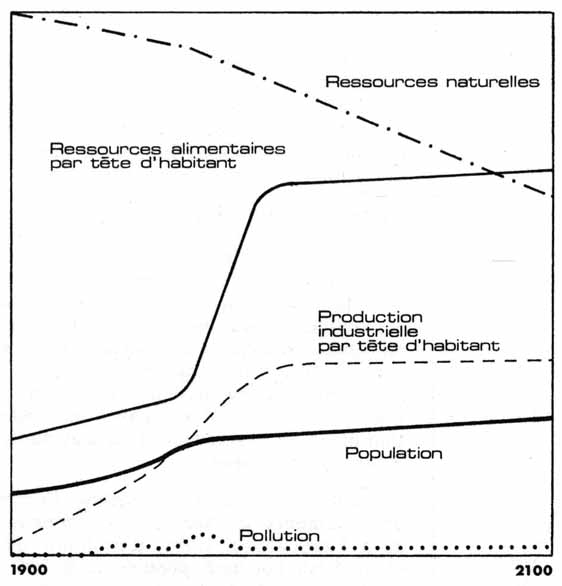 Ressources naturelles
Ressources alimentaires
par tête d'habitant
Production
industrielle
par tête d'habitant
Population
Pollution
1900
2100